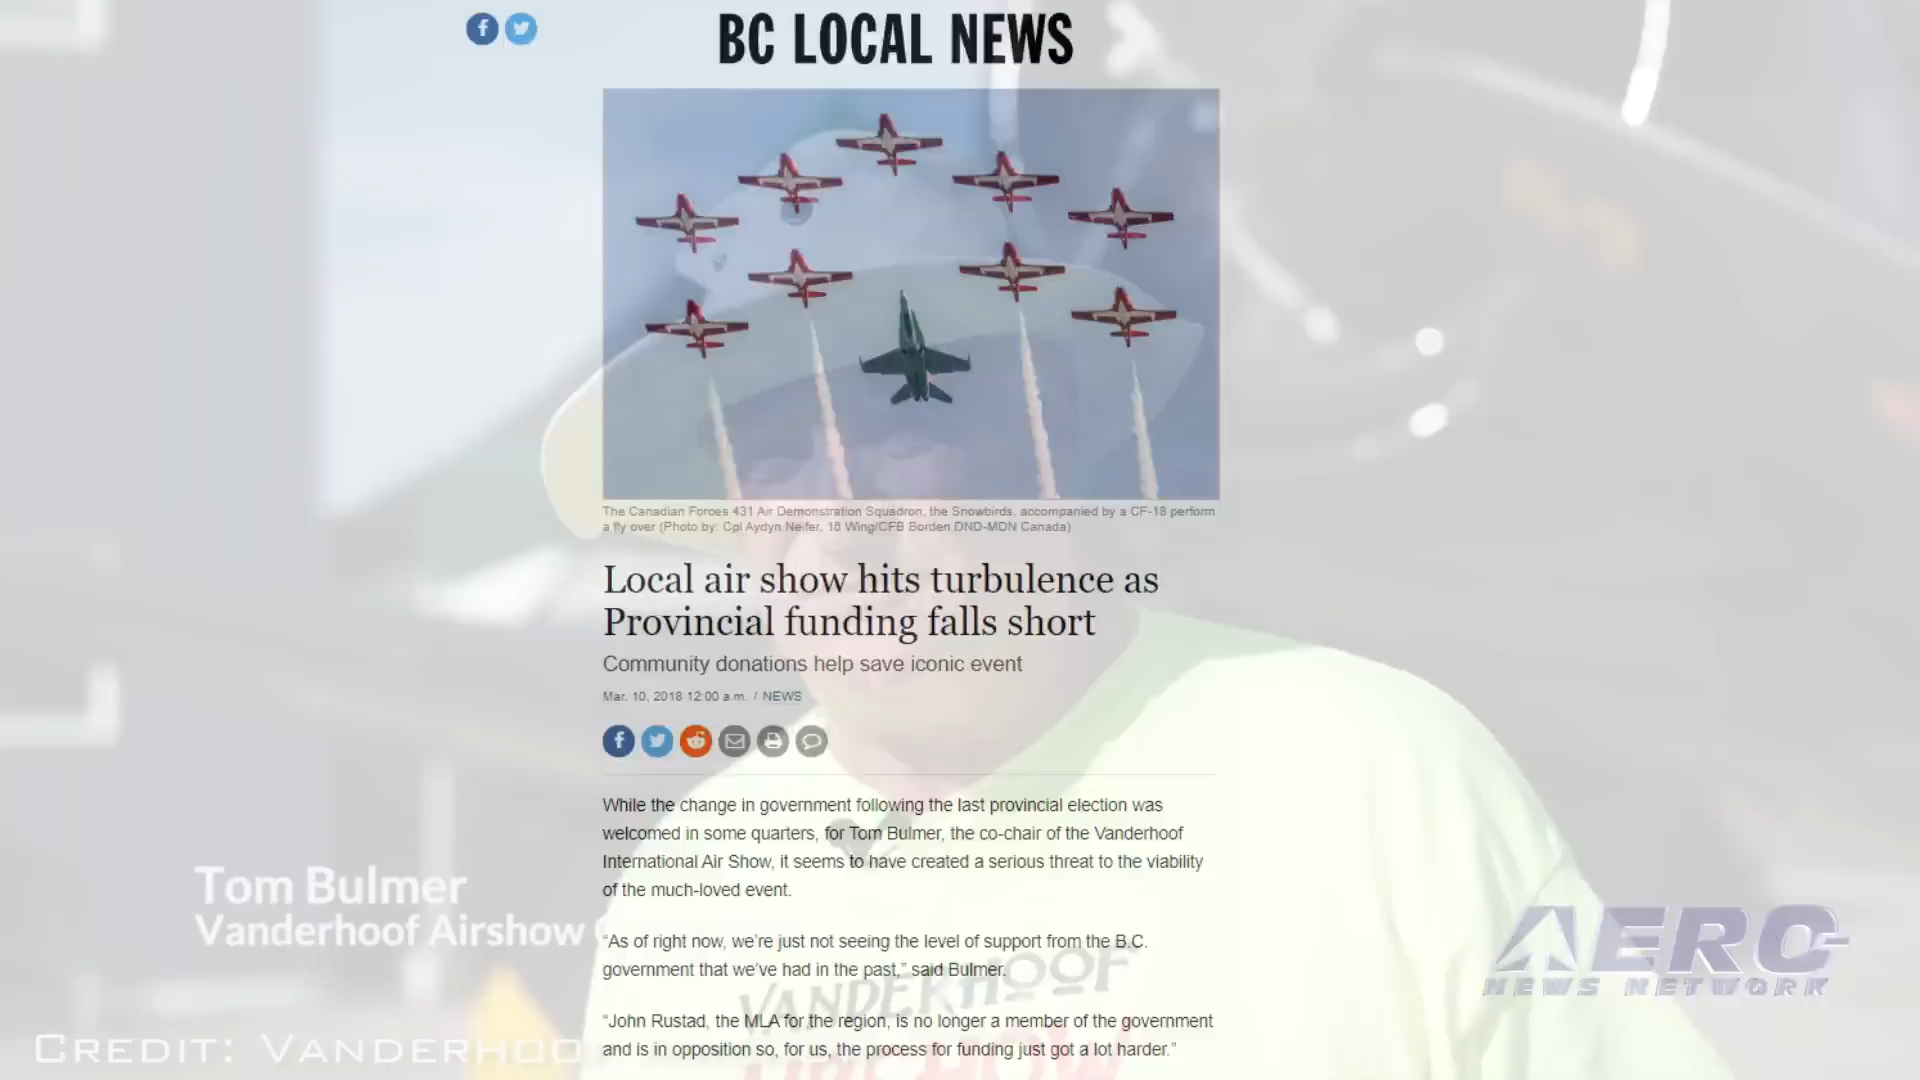 BC LOCAL NEWS
The Canadian Forces 431 Air Demonstration Squadron, the Snowbirds, accompanied by a CF-18 perform
a fly over (Photo by: Cpl Aydyn Neifer, 16 Wing/CFB Borden DND-MDN Canada)
Local air show hits turbulence as
Provincial funding falls short
Community donations help save iconic event
Mar. 10, 2018 12:00 a.m. / NEWS
While the change in government following the last provincial election was
welcomed in some quarters, for Tom Bulmer, the co-chair of the Vanderhoof
International Air Show, it seems to have created a serious threat to the viability
of the much-loved event.
“As of right now, we’re just not seeing the level of support from the B.C.
government that we’ve had in the past,” said Bulmer.
“John Rustad, the MLA for the region, is no longer a member of the government
and is in opposition so, for us, the process for funding just got a lot harder.”
Tom Bulmer
Vanderhoof Airshow
VANDERHOOF
AIRSHOW
AERO
NEWS NETWORK
CREDIT: VANDERHOO